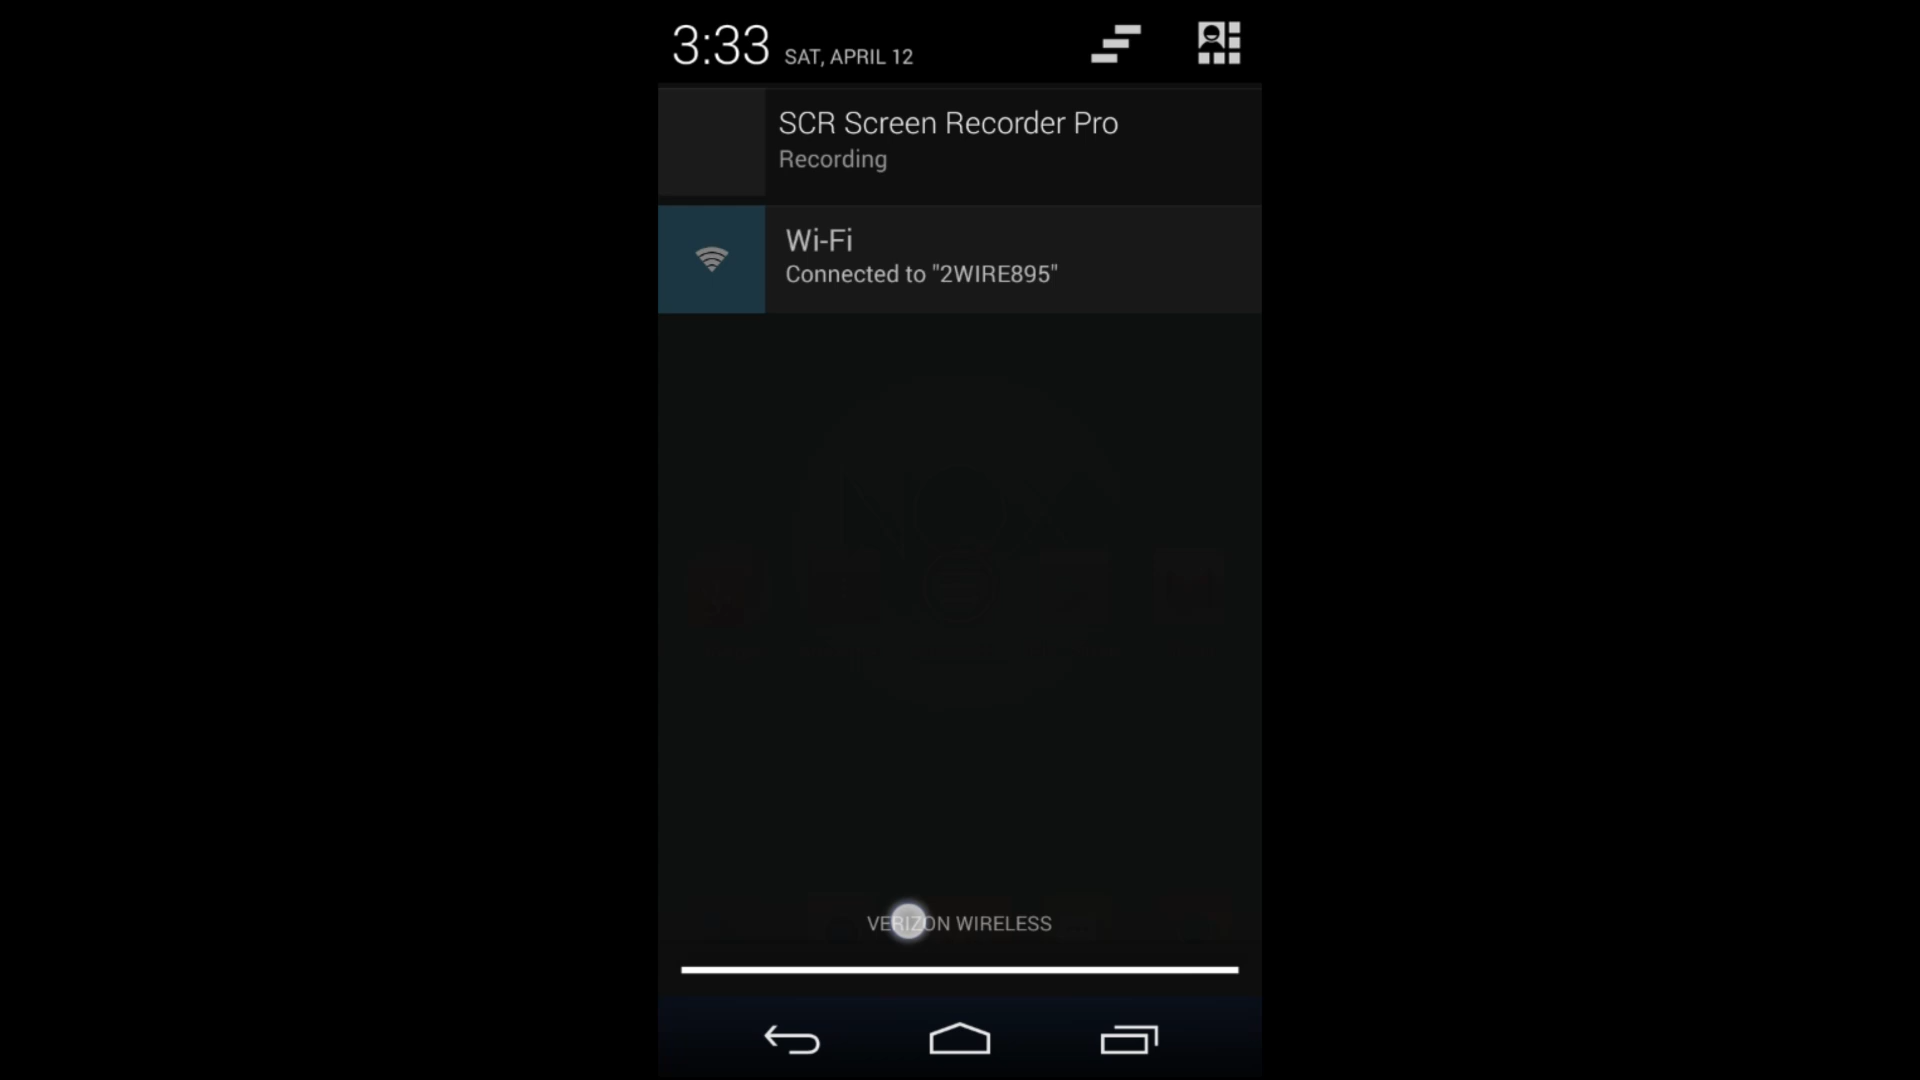 3:33 SAT, APRIL 12
SCR Screen Recorder Pro
Recording
Wi-Fi
Connected to "2WIRE895"
VERIZON WIRELESS